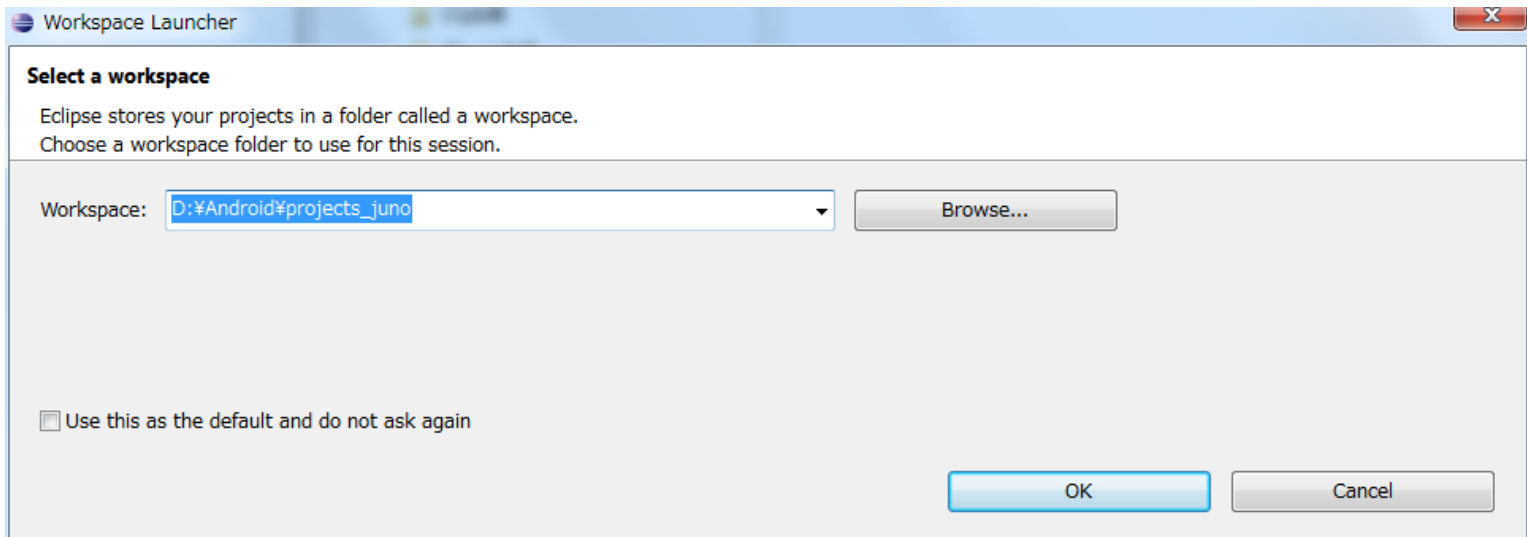 Workspace Launcher
Select a workspace
Eclipse stores your projects in a folder called a workspace.
Choose a workspace folder to use for this session.
Workspace: D:¥Android¥projects_juno Browse...
Use this as the default and do not ask again
OK Cancel